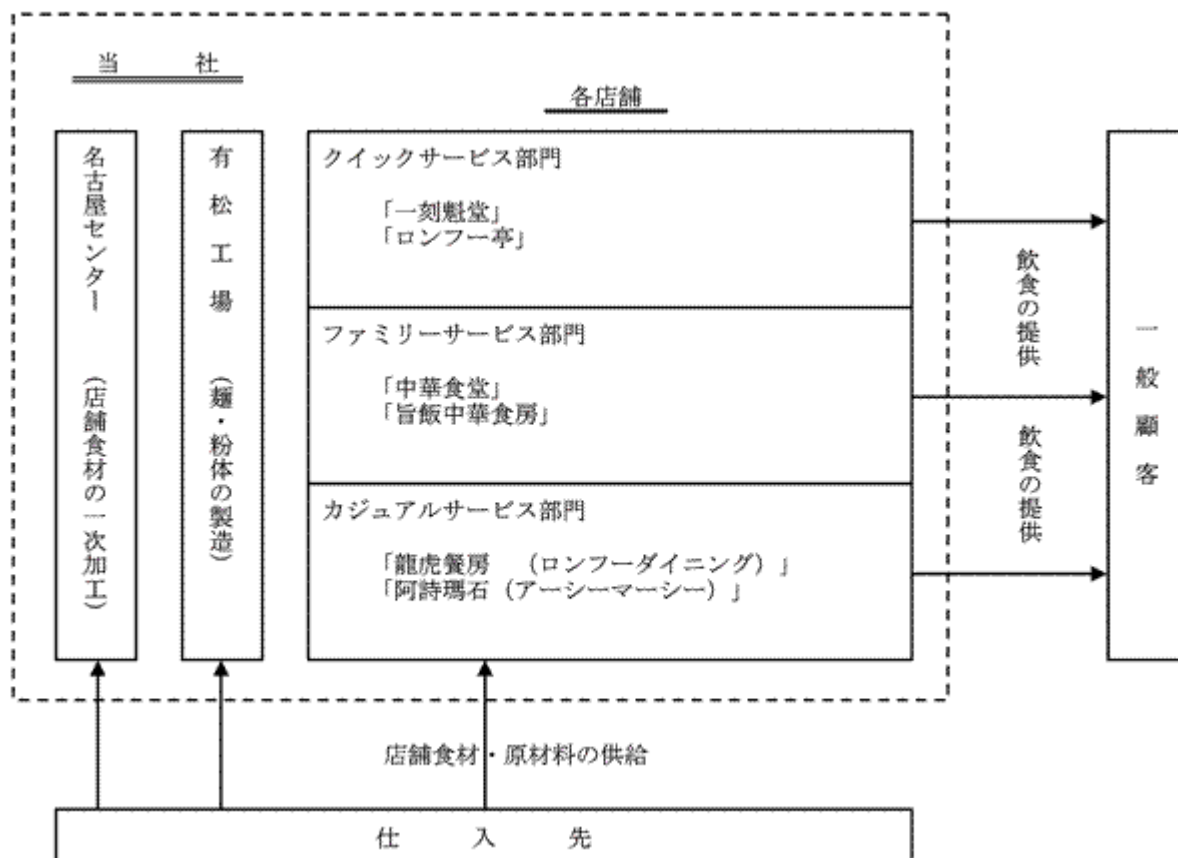 当 社
各店舗
名古屋センター (店舗食材の一次加工)
有松工場 (麺・粉体の製造)
クイックサービス部門
「一刻魁堂」
「ロンフー亭」
ファミリーサービス部門
「中華食堂」
「旨飯中華食房」
カジュアルサービス部門
「龍虎餐房 (ロンフーダイニング)」
「阿詩瑪石(アーシーマーシー)」
飲食の提供
飲食の提供
一般顧客
店舗食材・原材料の供給
仕 入 先